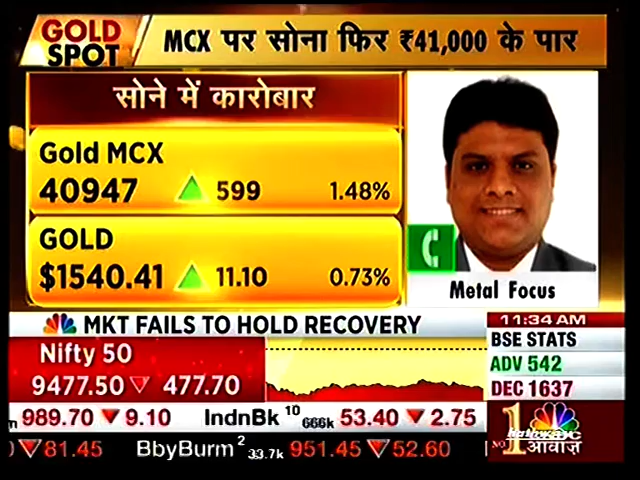 GOLD
SPOT
MCX पर सोना फिर ₹41,000 के पार
सोने में कारोबार
Gold MCX
40947 599 1.48%
GOLD
$1540.41 11.10 0.73%
Metal Focus
MKT FAILS TO HOLD RECOVERY
Nifty 50
9477.50 477.70
11:34 AM
BSE STATS
ADV 542
DEC 1637
989.70 9.10 IndnBk 10 666k 53.40 2.75
81.45 BbyBurm 2 33.7k 951.45 52.60
NO. 1
आवाज़